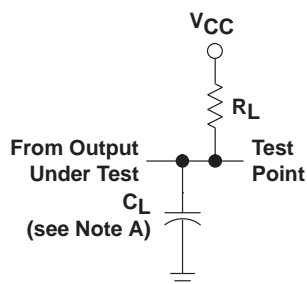 VCC
RL
From Output
Under Test
Test
Point
CL
(see Note A)